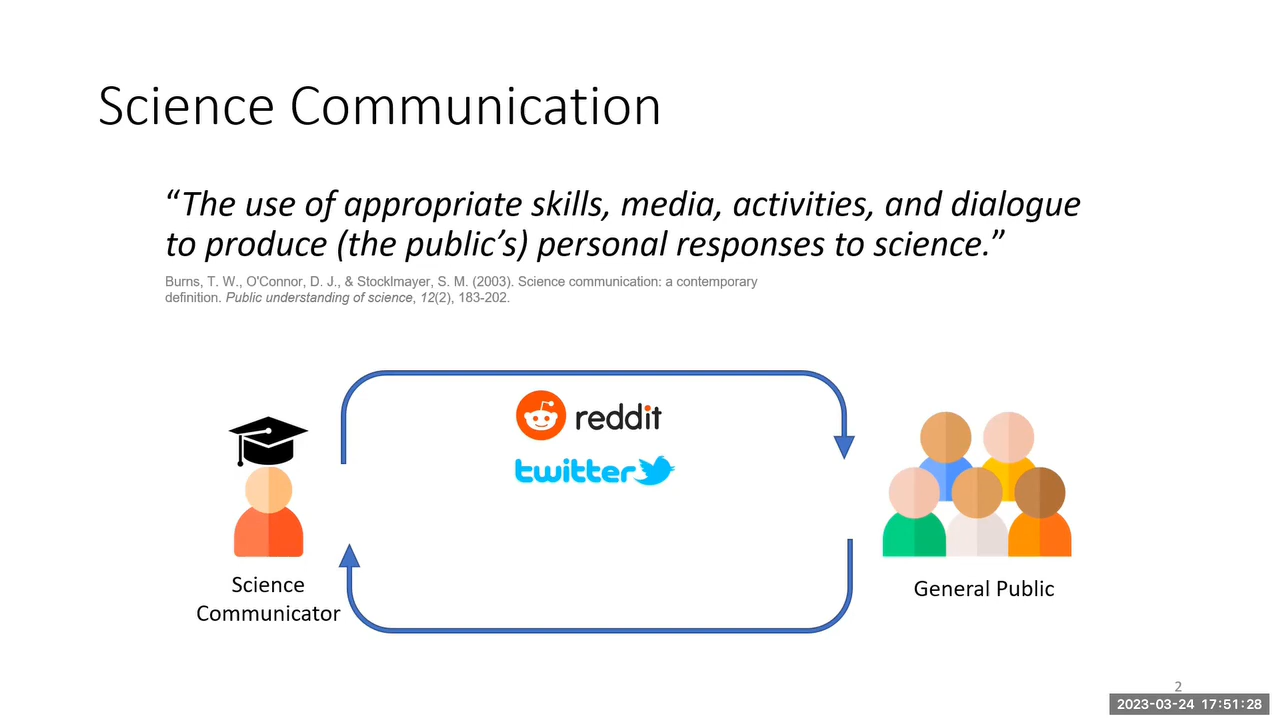 Science Communication
“The use of appropriate skills, media, activities, and dialogue
to produce (the public’s) personal responses to science.”
Burns, T. W., O'Connor, D. J., & Stocklmayer, S. M. (2003). Science communication: a contemporary
definition. Public understanding of science, 12(2), 183-202.
reddit
twitter
Science
Communicator
General Public
2
2023-03-24 17:51:28